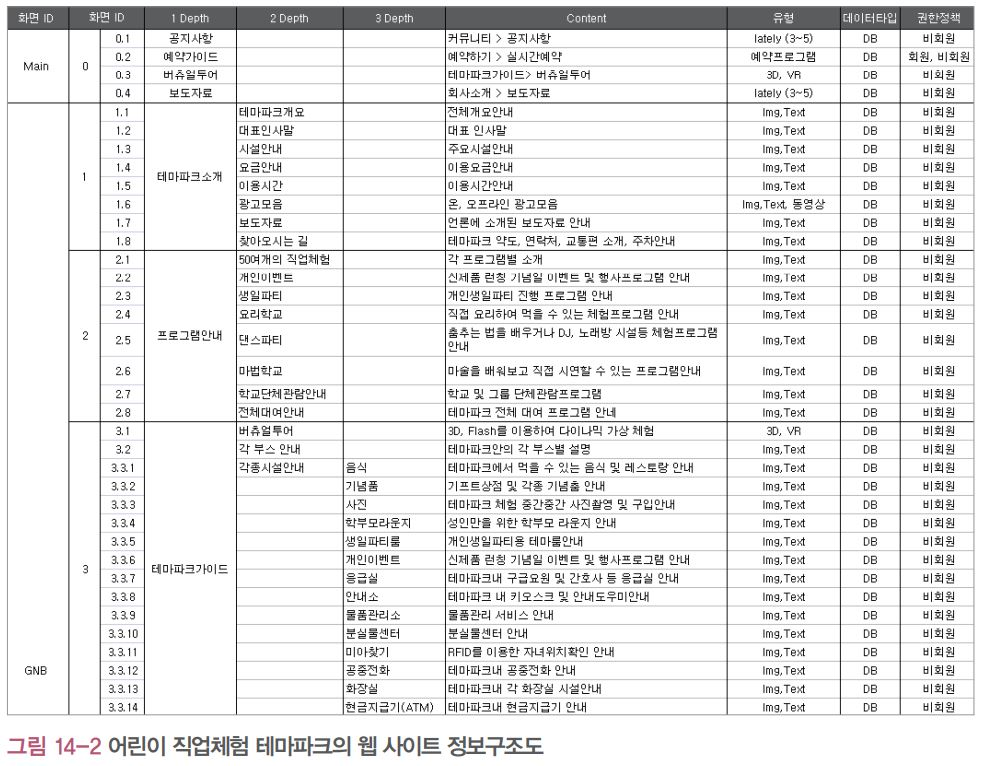 화면 ID 화면 ID 1 Depth 2 Depth 3 Depth Content 유형 데이터타입 권한정책
Main 0 0.1 공지사항 커뮤니티 > 공지사항 lately (3~5) DB 비회원
0.2 예약가이드 예약하기 > 실시간예약 예약프로그램 DB 회원, 비회원
0.3 버츄얼투어 테마파크가이드> 버츄얼투어 3D, VR DB 비회원
0.4 보도자료 회사소개 > 보도자료 lately (3~5) DB 비회원
1 테마파크소개 1.1 테마파크개요 전체개요안내 Img,Text DB 비회원
1.2 대표인사말 대표 인사말 Img,Text DB 비회원
1.3 시설안내 주요시설안내 Img,Text DB 비회원
1.4 요금안내 이용요금안내 Img,Text DB 비회원
1.5 이용시간 이용시간안내 Img,Text DB 비회원
1.6 광고모음 온, 오프라인 광고모음 Img,Text, 동영상 DB 비회원
1.7 보도자료 언론에 소개된 보도자료 안내 Img,Text DB 비회원
1.8 찾아오시는 길 테마파크 약도, 연락처, 교통편 소개, 주차안내 Img,Text DB 비회원
2 프로그램안내 2.1 50여개의 직업체험 각 프로그램별 소개 Img,Text DB 비회원
2.2 개인이벤트 신제품 런칭 기념일 이벤트 및 행사프로그램 안내 Img,Text DB 비회원
2.3 생일파티 개인생일파티 진행 프로그램 안내 Img,Text DB 비회원
2.4 요리학교 직접 요리하여 먹을 수 있는 체험프로그램 안내 Img,Text DB 비회원
2.5 댄스파티 춤추는 법을 배우거나 DJ, 노래방 시설등 체험프로그램
안내 Img,Text DB 비회원
2.6 마법학교 마술을 배워보고 직접 시연할 수 있는 프로그램안내 Img,Text DB 비회원
2.7 학교단체관람안내 학교 및 그룹 단체관람프로그램 Img,Text DB 비회원
2.8 전체대여안내 테마파크 전체 대여 프로그램 안네 Img,Text DB 비회원
GNB 3 테마파크가이드 3.1 버츄얼투어 3D, Flash를 이용하여 다이나믹 가상 체험 3D, VR DB 비회원
3.2 각 부스 안내 테마파크안의 각 부스별 설명 Img,Text DB 비회원
3.3.1 각종시설안내 음식 테마파크에서 먹을 수 있는 음식 및 레스토랑 안내 Img,Text DB 비회원
3.3.2 기념품 기프트상점 및 각종 기념춤 안내 Img,Text DB 비회원
3.3.3 사진 테마파크 체험 중간중간 사진촬영 및 구입안내 Img,Text DB 비회원
3.3.4 학부모라운지 성인만을 위한 학부모 라운지 안내 Img,Text DB 비회원
3.3.5 생일파티룸 개인생일파티용 테마룸안내 Img,Text DB 비회원
3.3.6 개인이벤트 신제품 런칭 기념일 이벤트 및 행사프로그램 안내 Img,Text DB 비회원
3.3.7 응급실 테마파크내 구급요원 및 간호사 등 응급실 안내 Img,Text DB 비회원
3.3.8 안내소 테마파크 내 키오스크 및 안내도우미안내 Img,Text DB 비회원
3.3.9 물품관리소 물품관리 서비스 안내 Img,Text DB 비회원
3.3.10 분실물센터 분실물센터 안내 Img,Text DB 비회원
3.3.11 미아찾기 RFID를 이용한 자녀위치확인 안내 Img,Text DB 비회원
3.3.12 공중전화 테마파크내 공중전화 안내 Img,Text DB 비회원
3.3.13 화장실 테마파크내 각 화장실 시설안내 Img,Text DB 비회원
3.3.14 현금지급기(ATM) 테마파크내 현금지급기 안내 Img,Text DB 비회원
그림 14-2 어린이 직업체험 테마파크의 웹 사이트 정보구조도